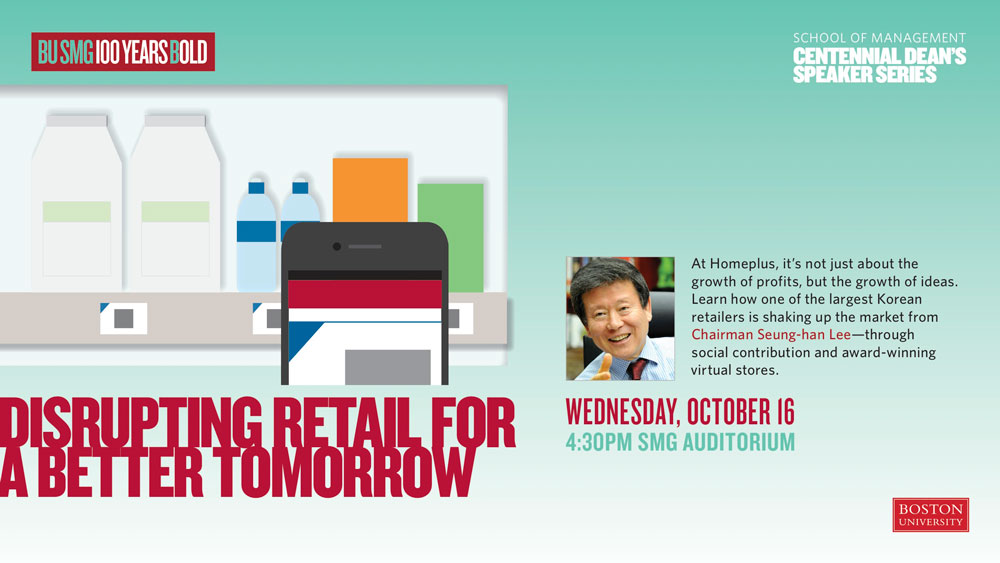 BU SMG 100 YEARS BOLD
SCHOOL OF MANAGEMENT
CENTENNIAL DEAN'S
SPEAKER SERIES
At Homeplus, it's not just about the
growth of profits, but the growth of ideas.
Learn how one of the largest Korean
retailers is shaking up the market from
Chairman Seung-han Lee—through
social contribution and award-winning
virtual stores.
DISRUPTING RETAIL FOR
A BETTER TOMORROW
WEDNESDAY, OCTOBER 16
4:30PM SMG AUDITORIUM
BOSTON
UNIVERSITY